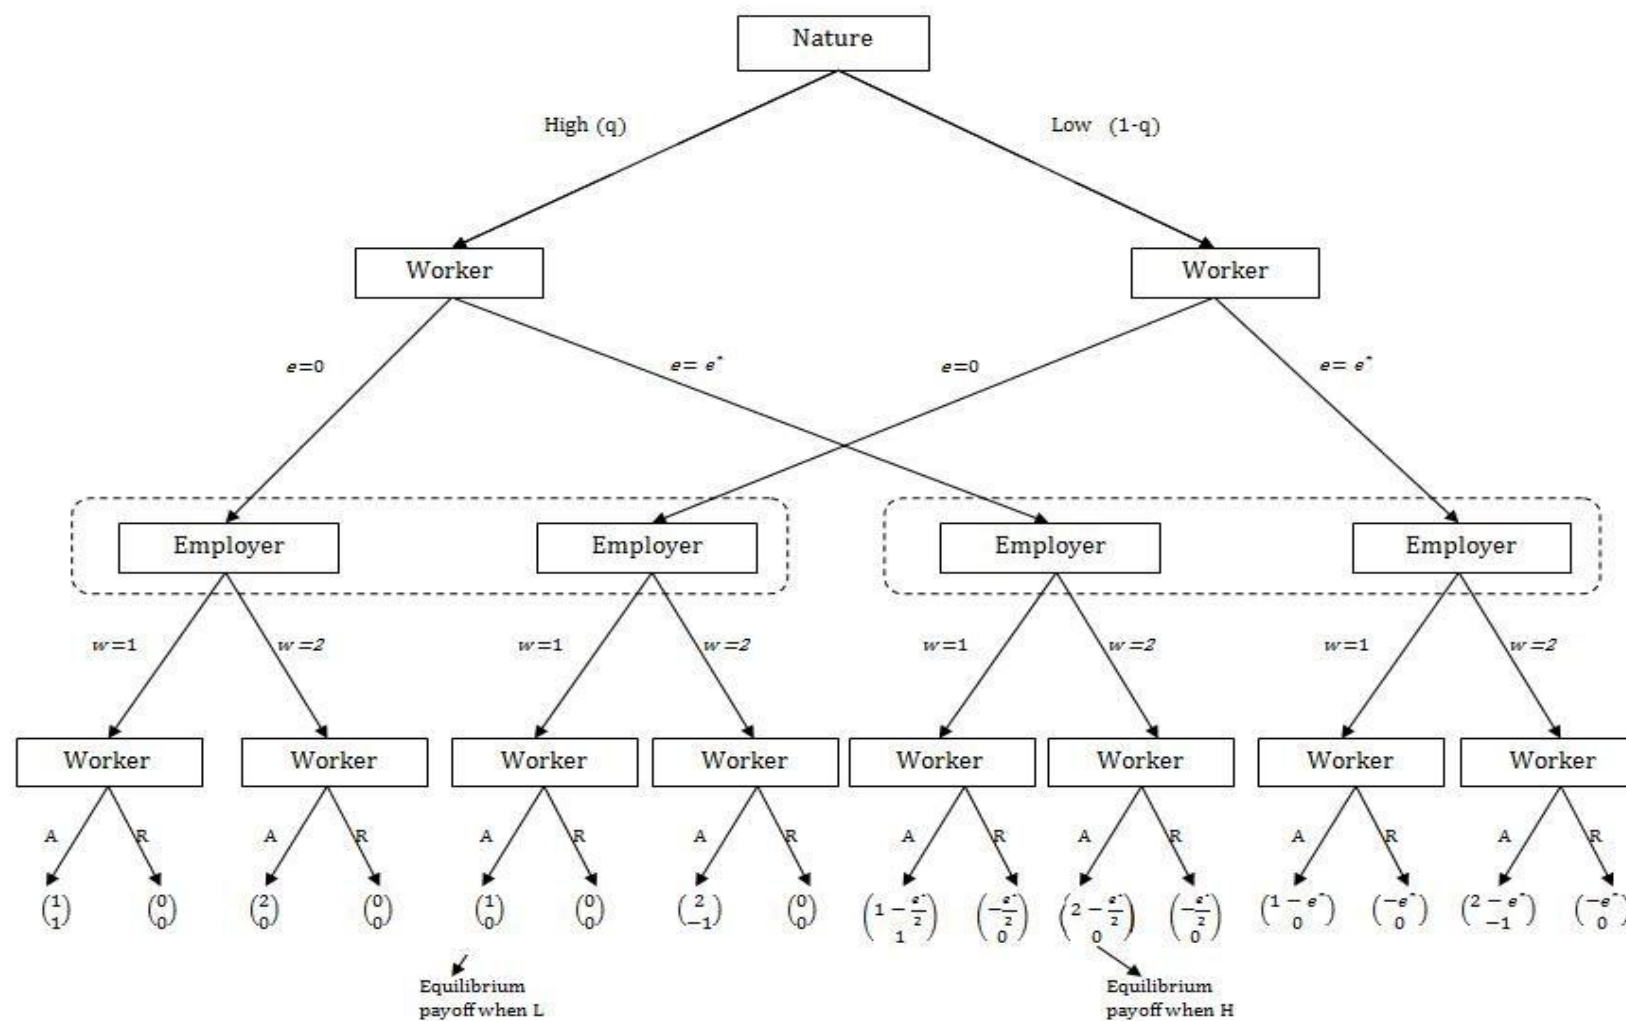 Nature
High (q)
Low (1-q)
Worker
Worker
e=0
e= e*
e=0
e= e*
Employer
Employer
Employer
Employer
w=1
w=2
w=1
w=2
w=1
w=2
w=1
w=2
Worker
Worker
Worker
Worker
Worker
Worker
Worker
Worker
A
R
A
R
A
R
A
R
A
R
A
R
A
R
A
R
(1 1)
(0 0)
(2 0)
(0 0)
(1 0)
(0 0)
(2 -1)
(0 0)
(1 - e*/2 1)
(-e*/2 0)
(2 - e*/2 0)
(-e*/2 0)
(1 - e* 0)
(-e* 0)
(2 - e* -1)
(-e* 0)
Equilibrium
payoff when L
Equilibrium
payoff when H